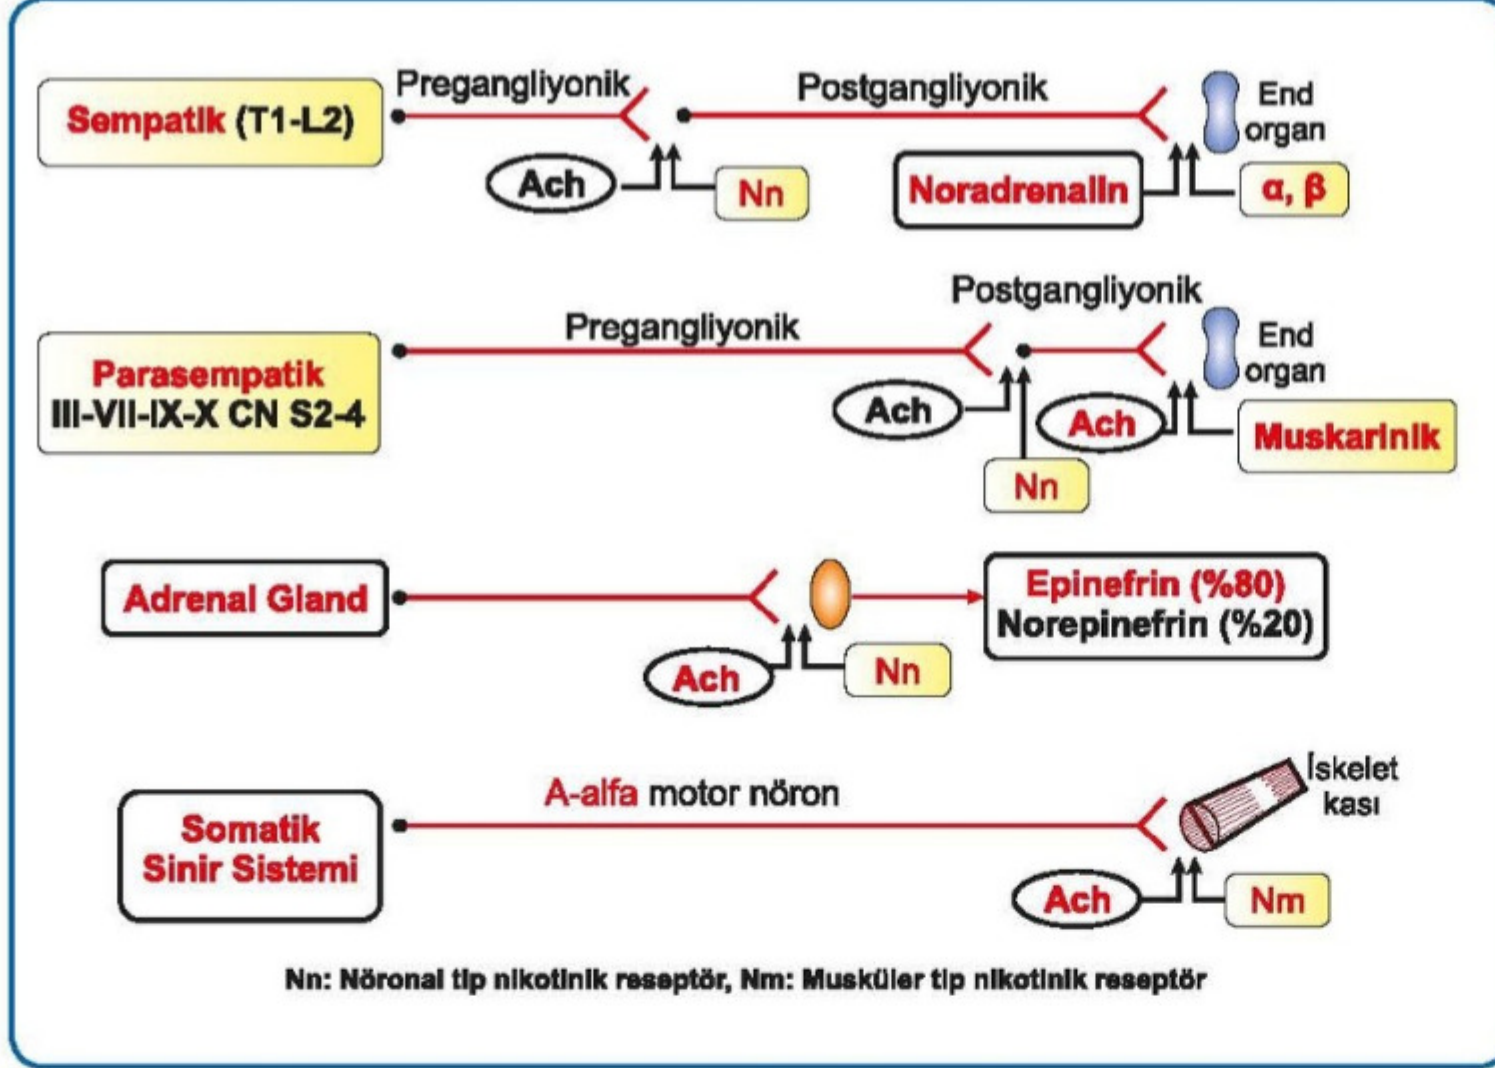 Sempatik (T1-L2)
Pregangliyonik
Postgangliyonik
End
organ
Ach
Nn
Noradrenalin
α, β
Parasempatik
III-VII-IX-X CN S2-4
Pregangliyonik
Postgangliyonik
End
organ
Ach
Nn
Ach
Muskarinik
Adrenal Gland
Ach
Nn
Epinefrin (%80)
Norepinefrin (%20)
Somatik
Sinir Sistemi
A-alfa motor nöron
İskelet
kası
Ach
Nm
Nn: Nöronal tip nikotinik reseptör, Nm: Musküler tip nikotinik reseptör